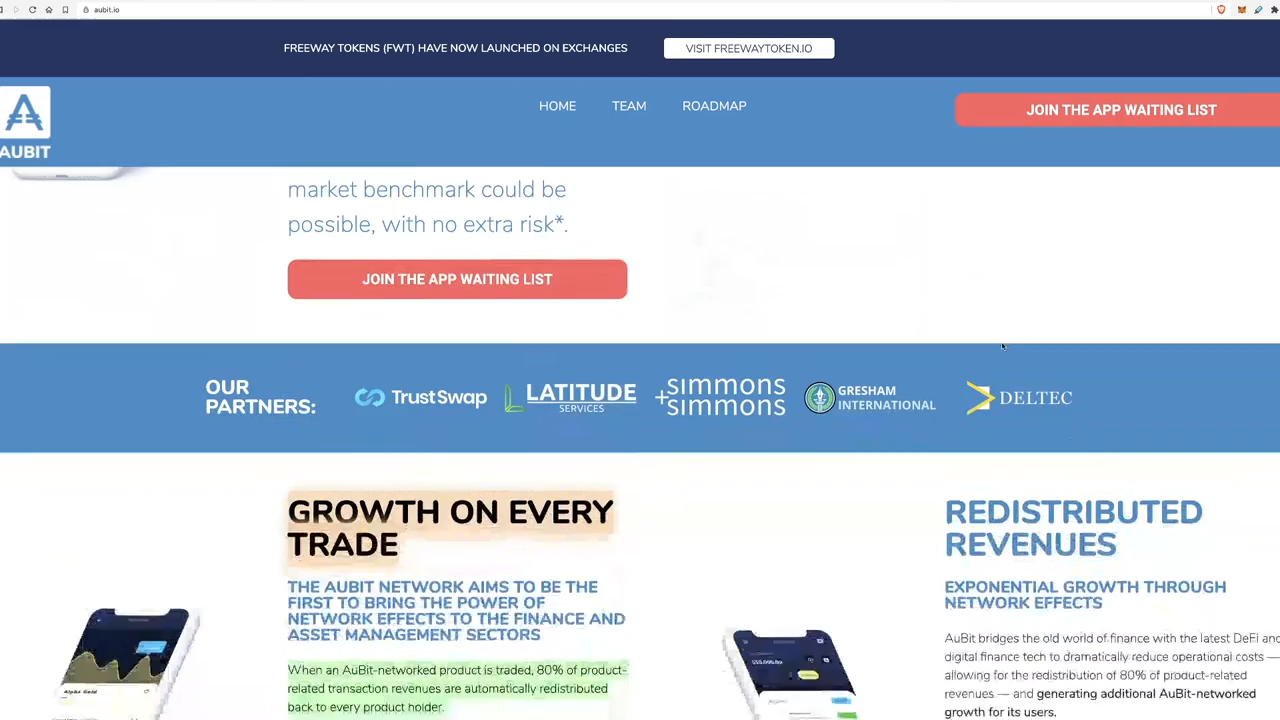 aubit.io
FREEWAY TOKENS (FWT) HAVE NOW LAUNCHED ON EXCHANGES
VISIT FREEWAYTOKEN.IO
AUBIT
HOME
TEAM
ROADMAP
JOIN THE APP WAITING LIST
market benchmark could be
possible, with no extra risk*.
JOIN THE APP WAITING LIST
OUR
PARTNERS:
TrustSwap
LATITUDE
SERVICES
simmons
+simmons
GRESHAM
INTERNATIONAL
DELTEC
GROWTH ON EVERY
TRADE
THE AUBIT NETWORK AIMS TO BE THE
FIRST TO BRING THE POWER OF
NETWORK EFFECTS TO THE FINANCE AND
ASSET MANAGEMENT SECTORS
When an AuBit-networked product is traded, 80% of product-
related transaction revenues are automatically redistributed
back to every product holder.
REDISTRIBUTED
REVENUES
EXPONENTIAL GROWTH THROUGH
NETWORK EFFECTS
AuBit bridges the old world of finance with the latest DeFi and
digital finance tech to dramatically reduce operational costs —
allowing for the redistribution of 80% of product-related
revenues — and generating additional AuBit-networked
growth for its users.